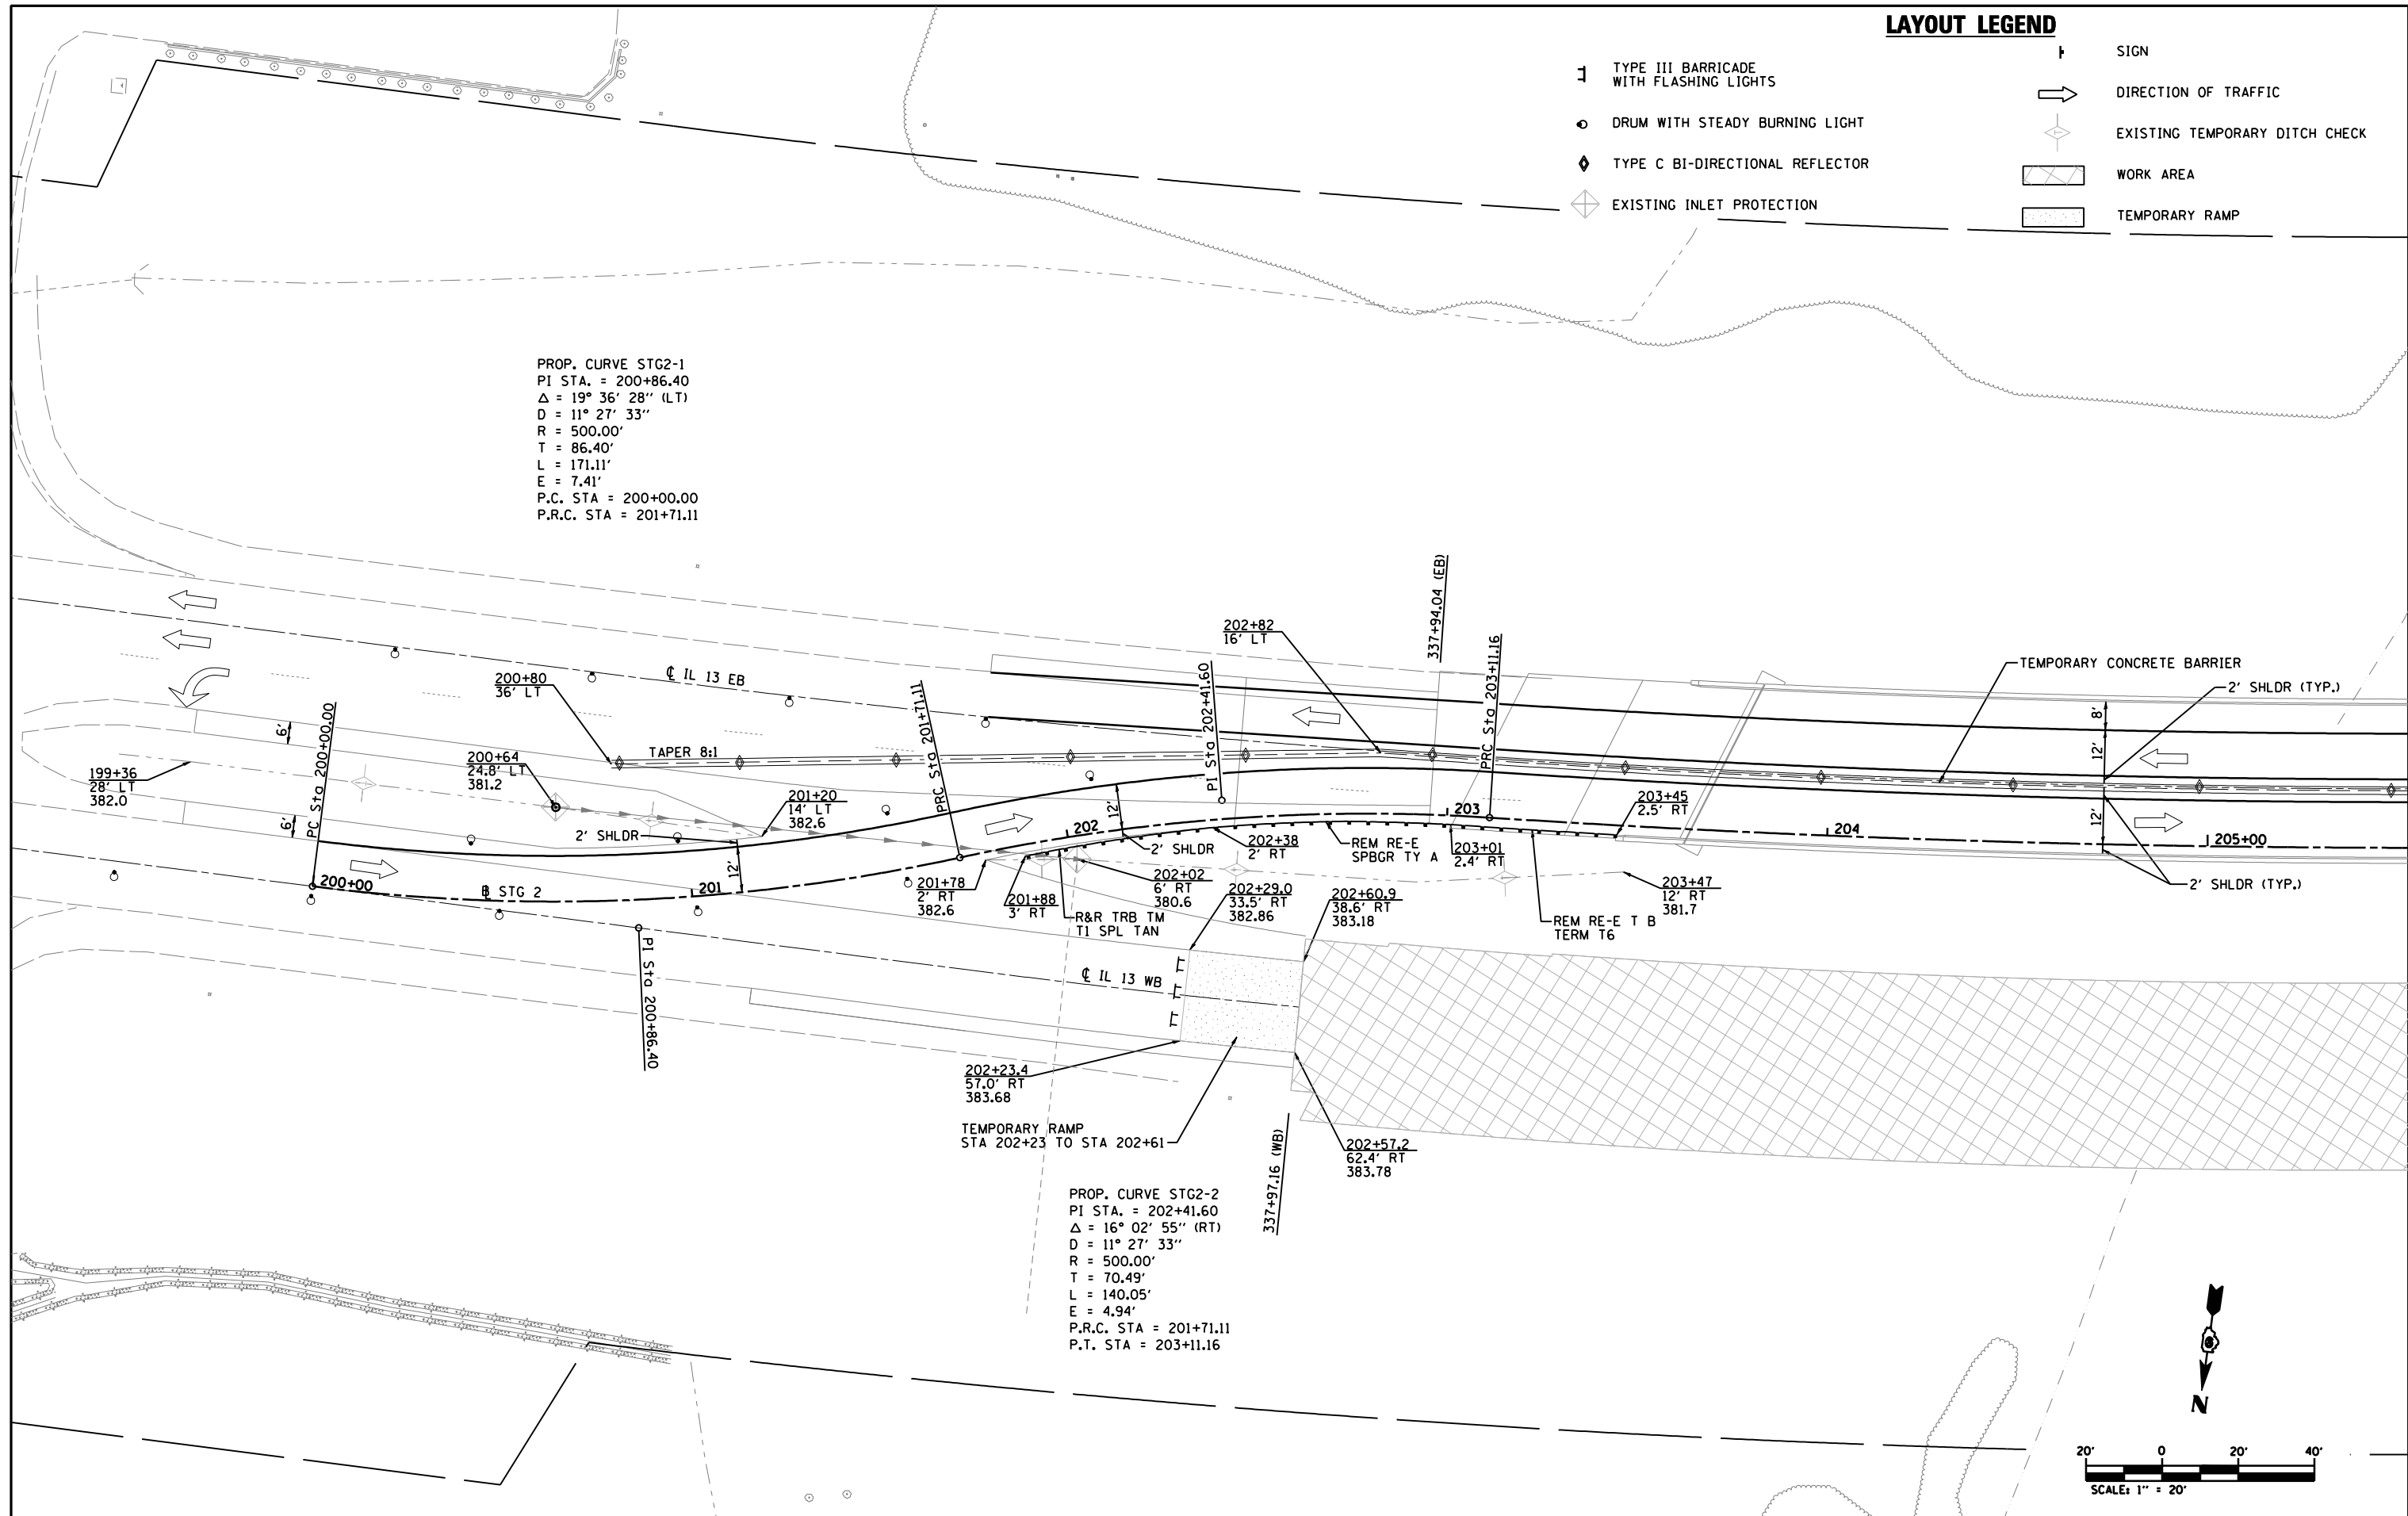 LAYOUT LEGEND
TYPE III BARRICADE
WITH FLASHING LIGHTS
DRUM WITH STEADY BURNING LIGHT
TYPE C BI-DIRECTIONAL REFLECTOR
EXISTING INLET PROTECTION
SIGN
DIRECTION OF TRAFFIC
EXISTING TEMPORARY DITCH CHECK
WORK AREA
TEMPORARY RAMP
PROP. CURVE STG2-1
PI STA. = 200+86.40
Δ = 19° 36' 28" (LT)
D = 11° 27' 33"
R = 500.00'
T = 86.40'
L = 171.11'
E = 7.41'
P.C. STA = 200+00.00
P.R.C. STA = 201+71.11
337+94.04 (EB)
202+82
16' LT
PRC Sta 203+11.16
PI Sta 202+41.60
TEMPORARY CONCRETE BARRIER
2' SHLDR (TYP.)
8'
12'
12'
2' SHLDR (TYP.)
℄ IL 13 EB
200+80
36' LT
PRC Sta 201+71.11
TAPER 8:1
6'
PC Sta 200+00.00
200+64
24.8' LT
381.2
199+36
28' LT
382.0
6'
201+20
14' LT
382.6
2' SHLDR
12'
12'
200+00
B STG 2
201
202
203
204
205+00
2' SHLDR
202+38
2' RT
REM RE-E
SPBGR TY A
203+01
2.4' RT
203+45
2.5' RT
203+47
12' RT
381.7
REM RE-E T B
TERM T6
201+78
2' RT
382.6
201+88
3' RT
R&R TRB TM
T1 SPL TAN
202+02
6' RT
380.6
202+29.0
33.5' RT
382.86
202+60.9
38.6' RT
383.18
PI Sta 200+86.40
℄ IL 13 WB
202+23.4
57.0' RT
383.68
TEMPORARY RAMP
STA 202+23 TO STA 202+61
202+57.2
62.4' RT
383.78
337+97.16 (WB)
PROP. CURVE STG2-2
PI STA. = 202+41.60
Δ = 16° 02' 55" (RT)
D = 11° 27' 33"
R = 500.00'
T = 70.49'
L = 140.05'
E = 4.94'
P.R.C. STA = 201+71.11
P.T. STA = 203+11.16
N
20' 0 20' 40'
SCALE: 1" = 20'